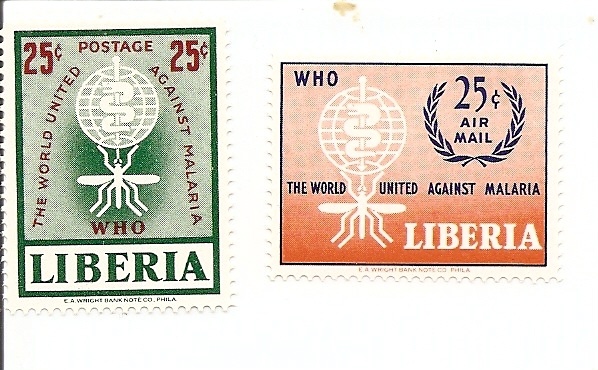 25¢ POSTAGE 25¢
THE WORLD UNITED AGAINST MALARIA
WHO
LIBERIA
E.A. WRIGHT BANK NOTE CO., PHILA.
WHO
25¢
AIR
MAIL
THE WORLD UNITED AGAINST MALARIA
LIBERIA
E.A. WRIGHT BANK NOTE CO., PHILA.